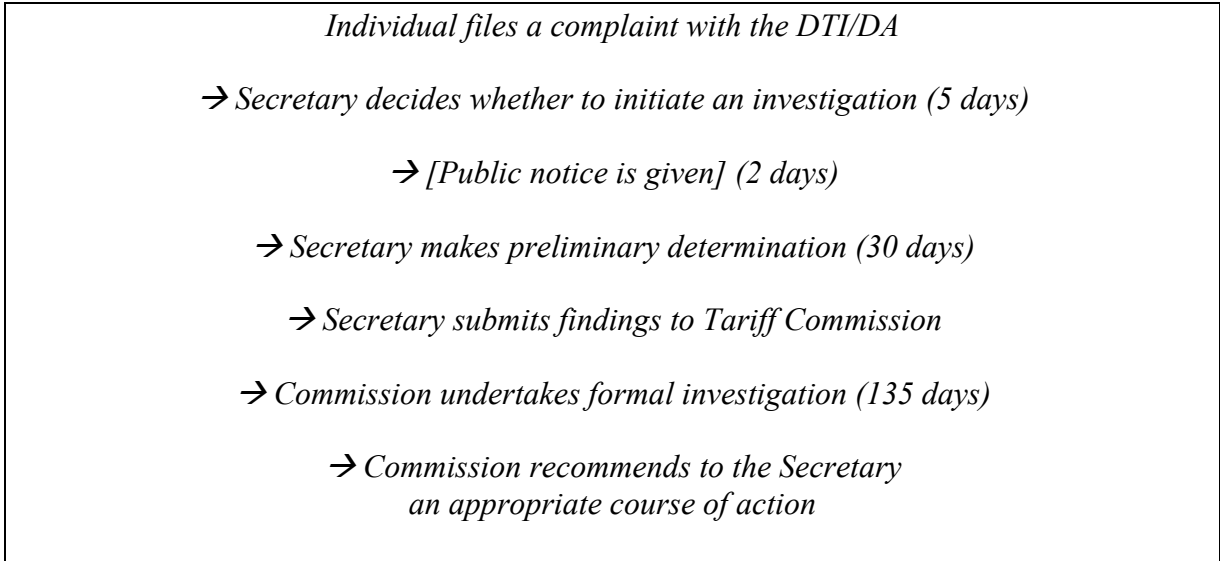 Individual files a complaint with the DTI/DA
→ Secretary decides whether to initiate an investigation (5 days)
→ [Public notice is given] (2 days)
→ Secretary makes preliminary determination (30 days)
→ Secretary submits findings to Tariff Commission
→ Commission undertakes formal investigation (135 days)
→ Commission recommends to the Secretary
an appropriate course of action